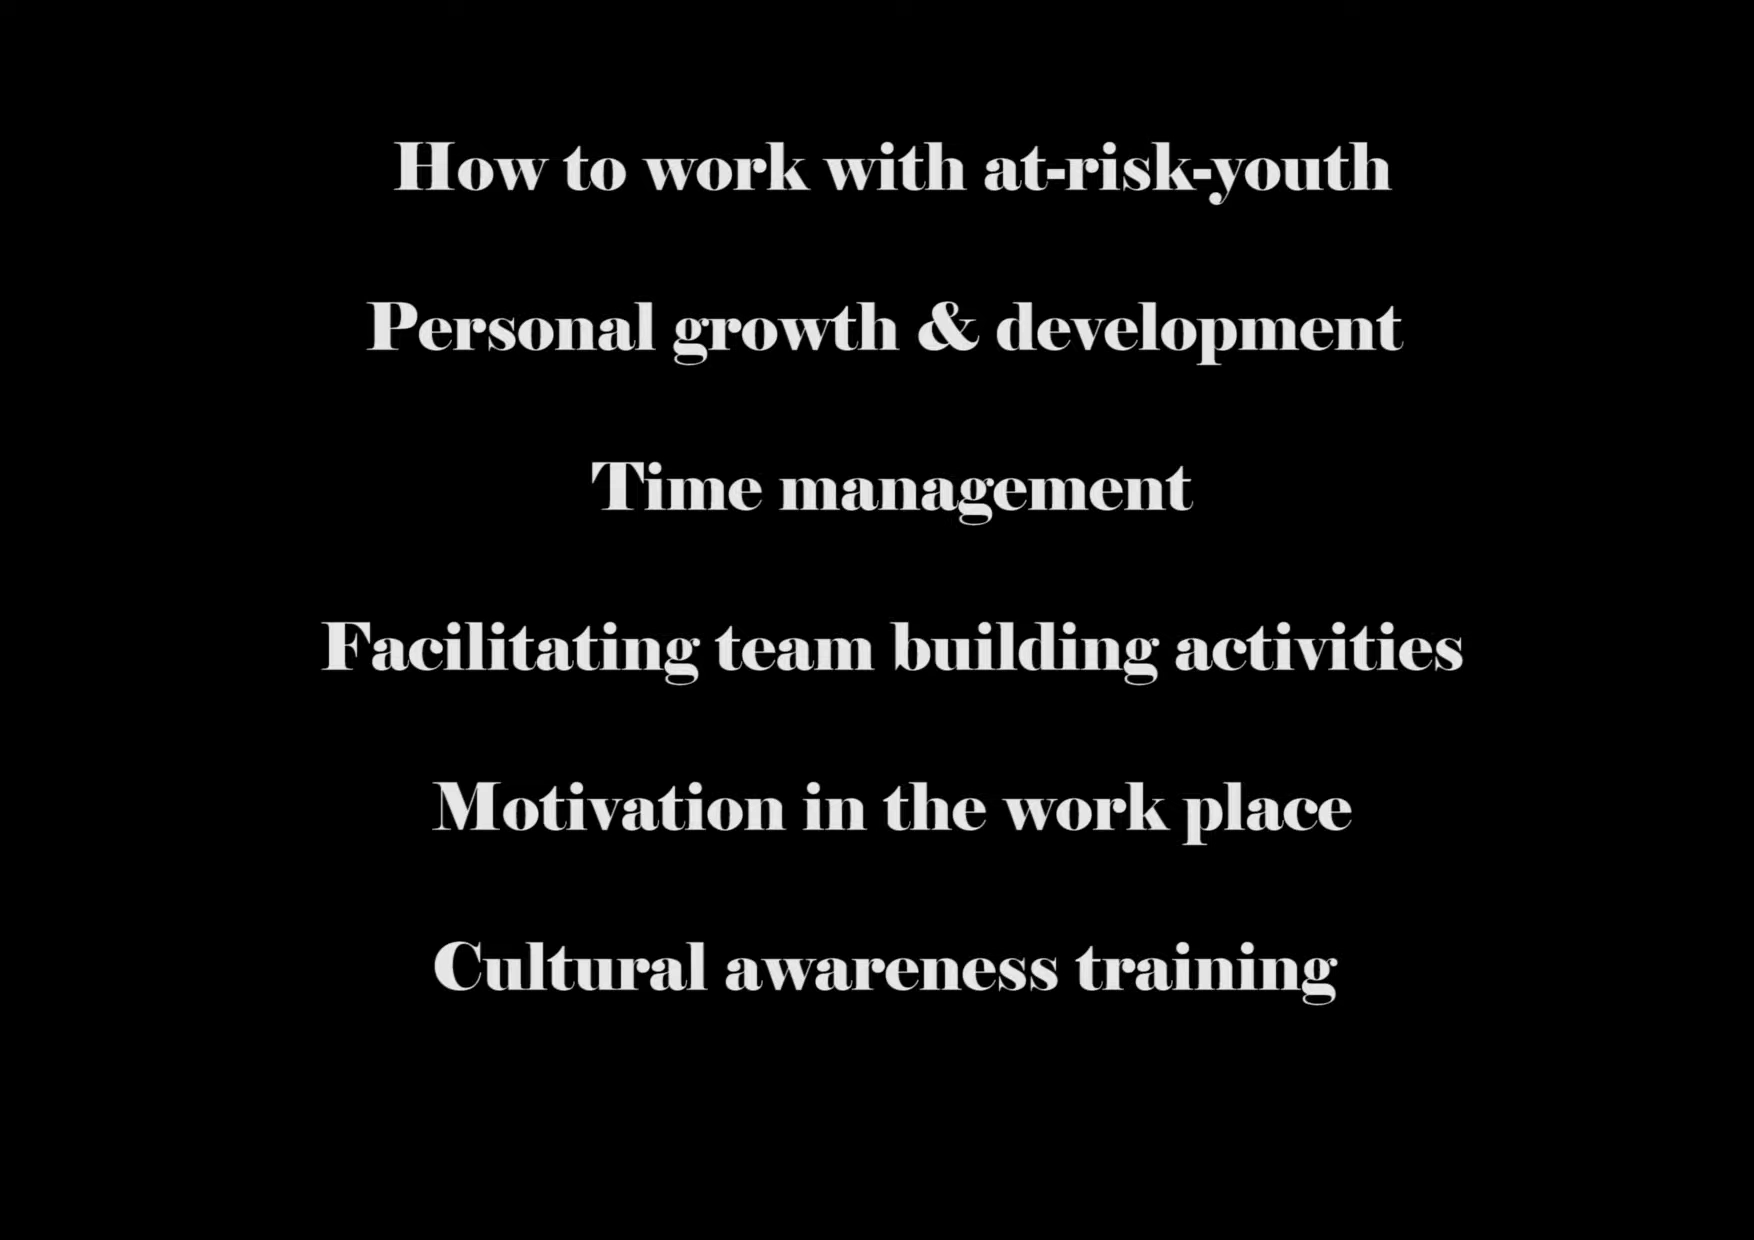 How to work with at-risk-youth
Personal growth & development
Time management
Facilitating team building activities
Motivation in the work place
Cultural awareness training